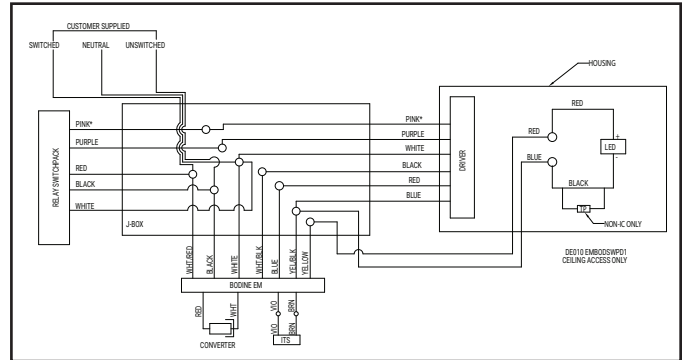 CUSTOMER SUPPLIED
SWITCHED NEUTRAL UNSWITCHED
HOUSING
RELAY SWITCHPACK
PINK*
PURPLE
RED
BLACK
WHITE
J-BOX
PINK*
PURPLE
WHITE
BLACK
RED
BLUE
DRIVER
RED
RED
+
LED
-
BLUE
BLACK
TP
NON-IC ONLY
DE010 EMBODSWPD1
CEILING ACCESS ONLY
WHT/RED
BLACK
WHITE
WHT/BLK
BLUE
YEL/BLK
YELLOW
BODINE EM
RED
WHT
CONVERTER
VIO
BRN
VIO
BRN
ITS